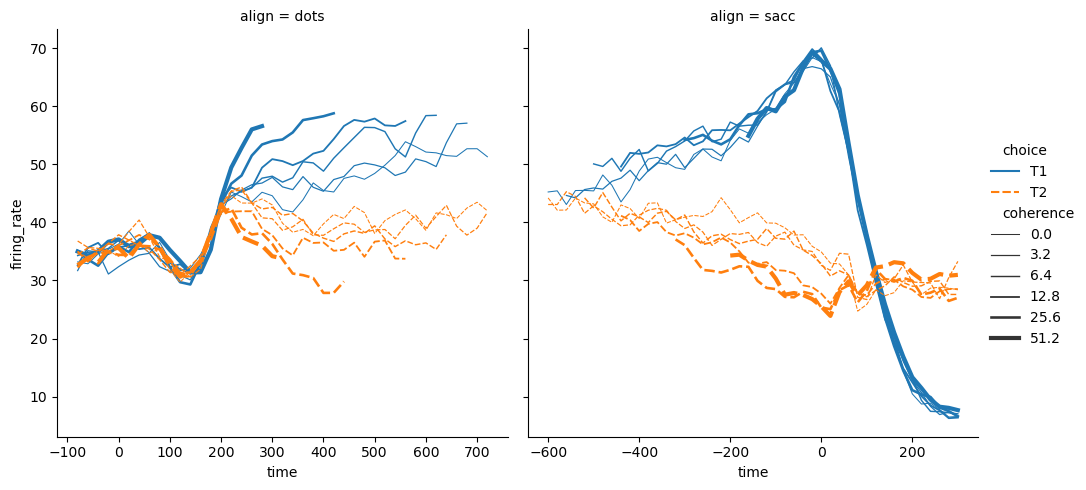 align = dots
align = sacc
firing_rate
70
60
50
40
30
20
10
−100 0 100 200 300 400 500 600 700
time
−600 −400 −200 0 200
time
choice
T1
T2
coherence
0.0
3.2
6.4
12.8
25.6
51.2